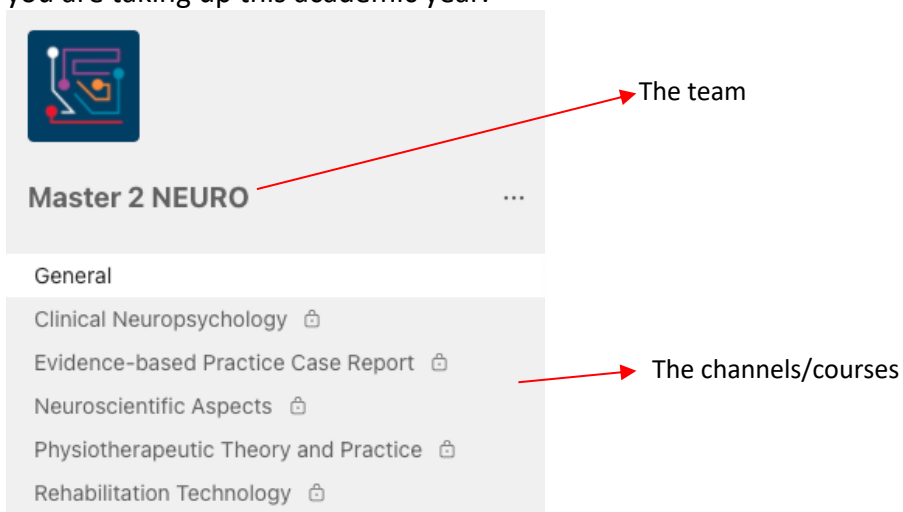 you are taking up this academic year.
The team
Master 2 NEURO
...
General
Clinical Neuropsychology
Evidence-based Practice Case Report
The channels/courses
Neuroscientific Aspects
Physiotherapeutic Theory and Practice
Rehabilitation Technology